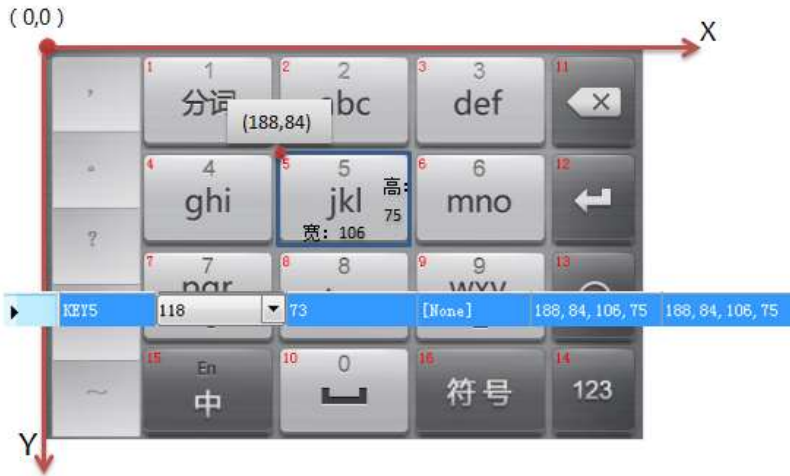 ( 0,0 )
X
1 1 2 2 3 3 11
, 分词 abc def
(188,84)
。
4 4 5 5 6 6 12
ghi jkl 高: mno
75
? 宽: 106
7 7 8 8 9 9 13
pqr wxy
KEY5 118 73 [None] 188,84,106,75 188,84,106,75
15 En 10 0 16 14
~ 中 符号 123
Y